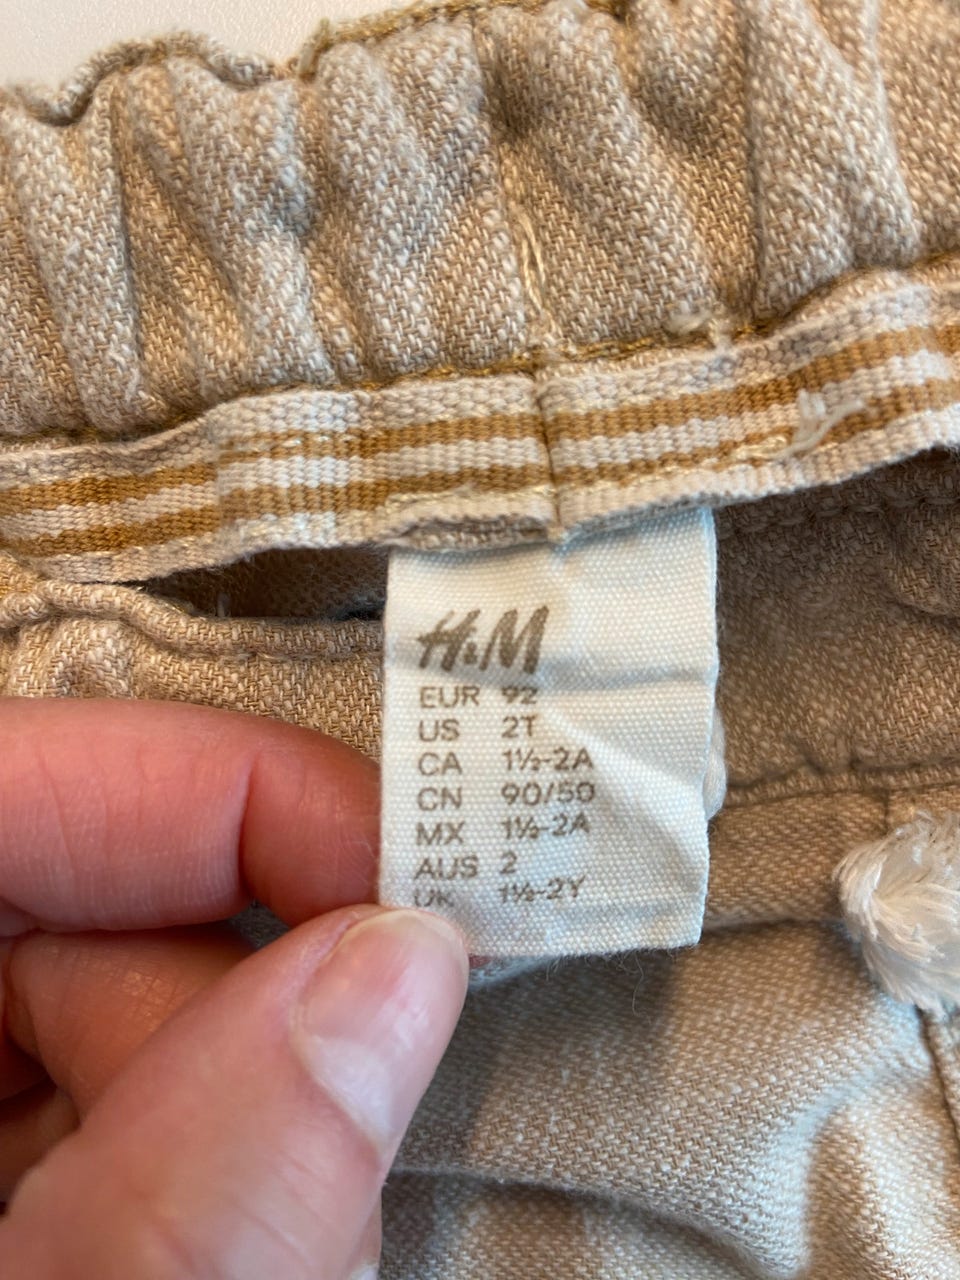 H&M
EUR 92
US 2T
CA 1½-2A
CN 90/50
MX 1½-2A
AUS 2
UK 1½-2Y